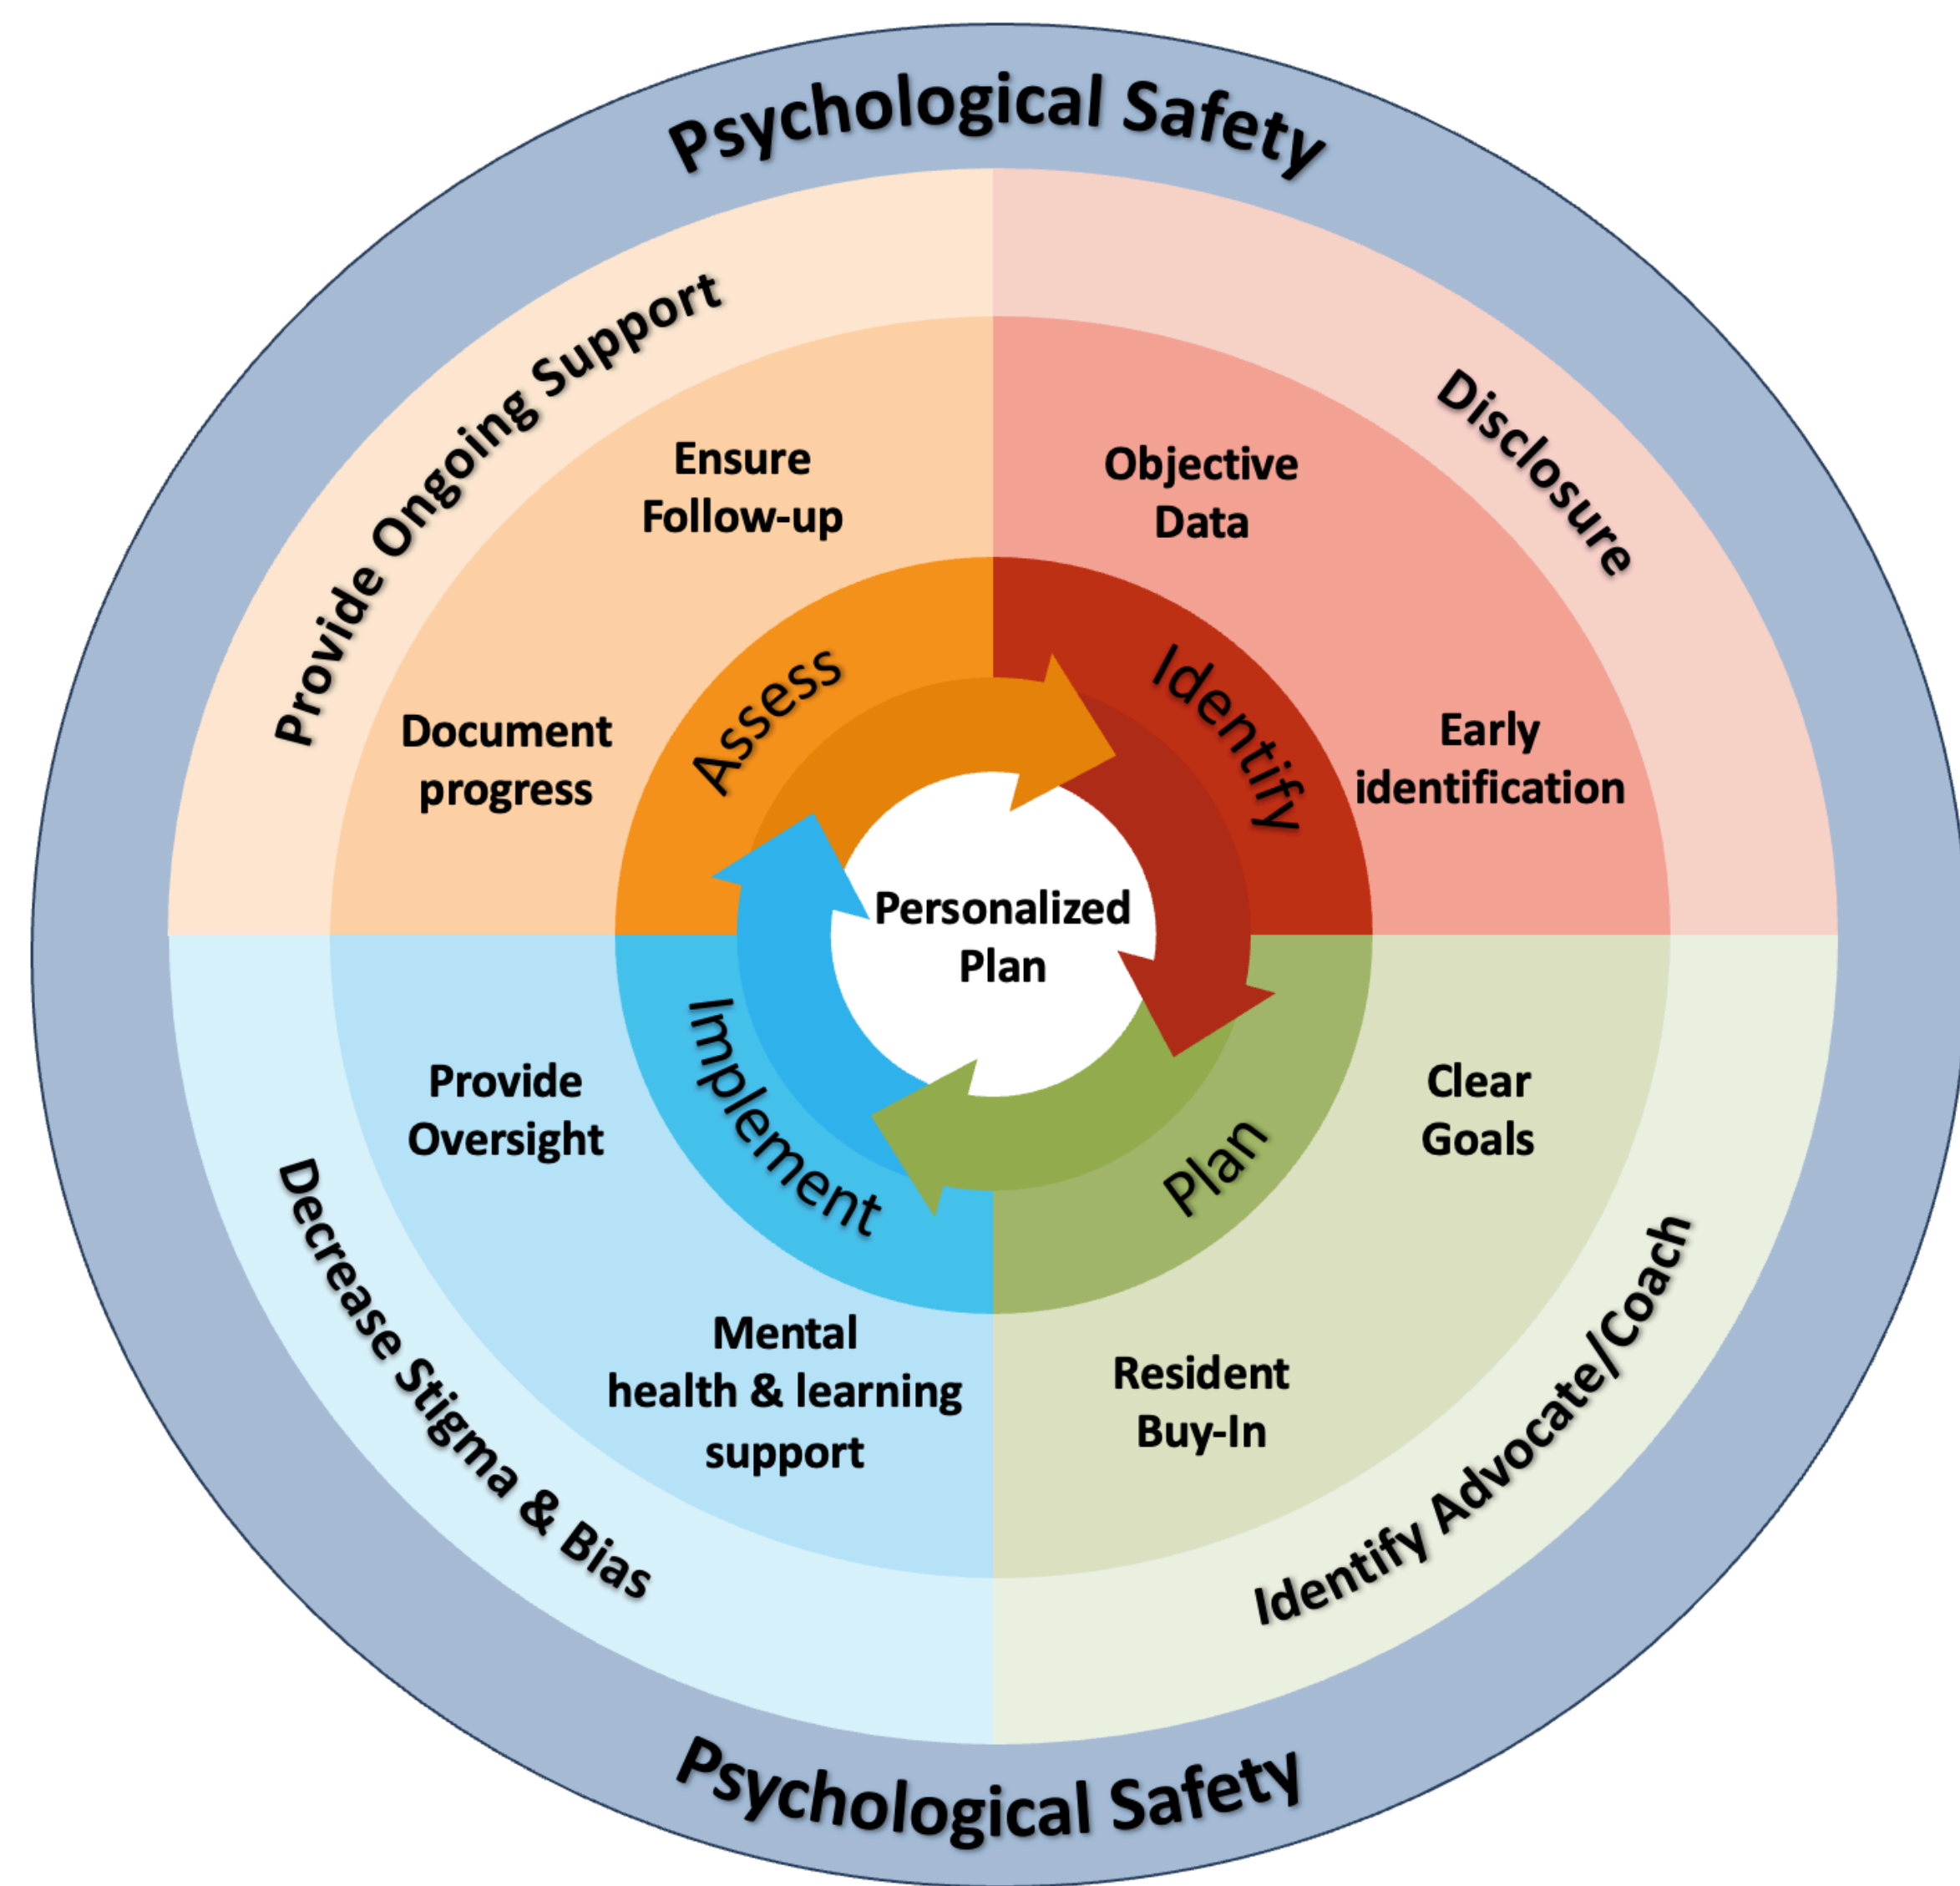 Psychological Safety
Provide Ongoing Support
Disclosure
Ensure
Follow-up
Objective
Data
Document
progress
Early
identification
Assess
Identify
Personalized
Plan
Implement
Plan
Provide
Oversight
Clear
Goals
Mental
health & learning
support
Resident
Buy-In
Decrease Stigma & Bias
Identify Advocate/Coach
Psychological Safety